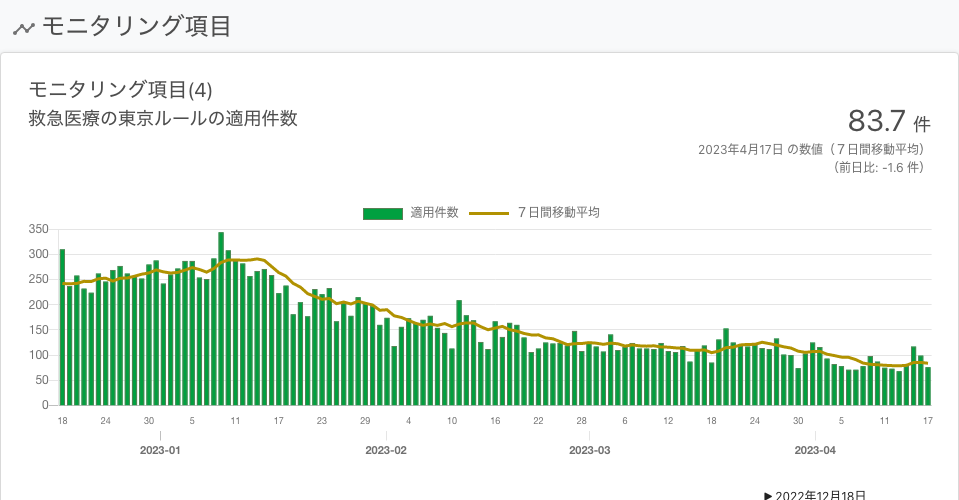 モニタリング項目
モニタリング項目(4)
救急医療の東京ルールの適用件数
83.7 件
2023年4月17日 の数値（７日間移動平均）
（前日比: -1.6 件）
適用件数 ７日間移動平均
350
300
250
200
150
100
50
0
18 24 30 5 11 17 23 29 4 10 16 22 28 6 12 18 24 30 5 11 17
2023-01 2023-02 2023-03 2023-04
▶ 2022年12月18日